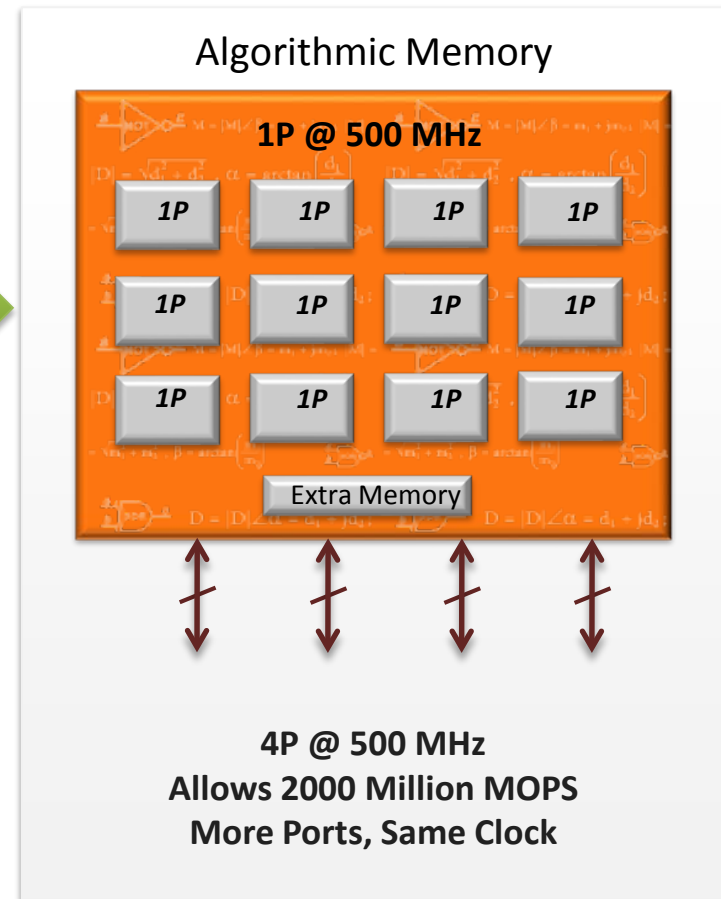 Algorithmic Memory
1P @ 500 MHz
1P 1P 1P 1P
1P 1P 1P 1P
1P 1P 1P 1P
Extra Memory
4P @ 500 MHz
Allows 2000 Million MOPS
More Ports, Same Clock